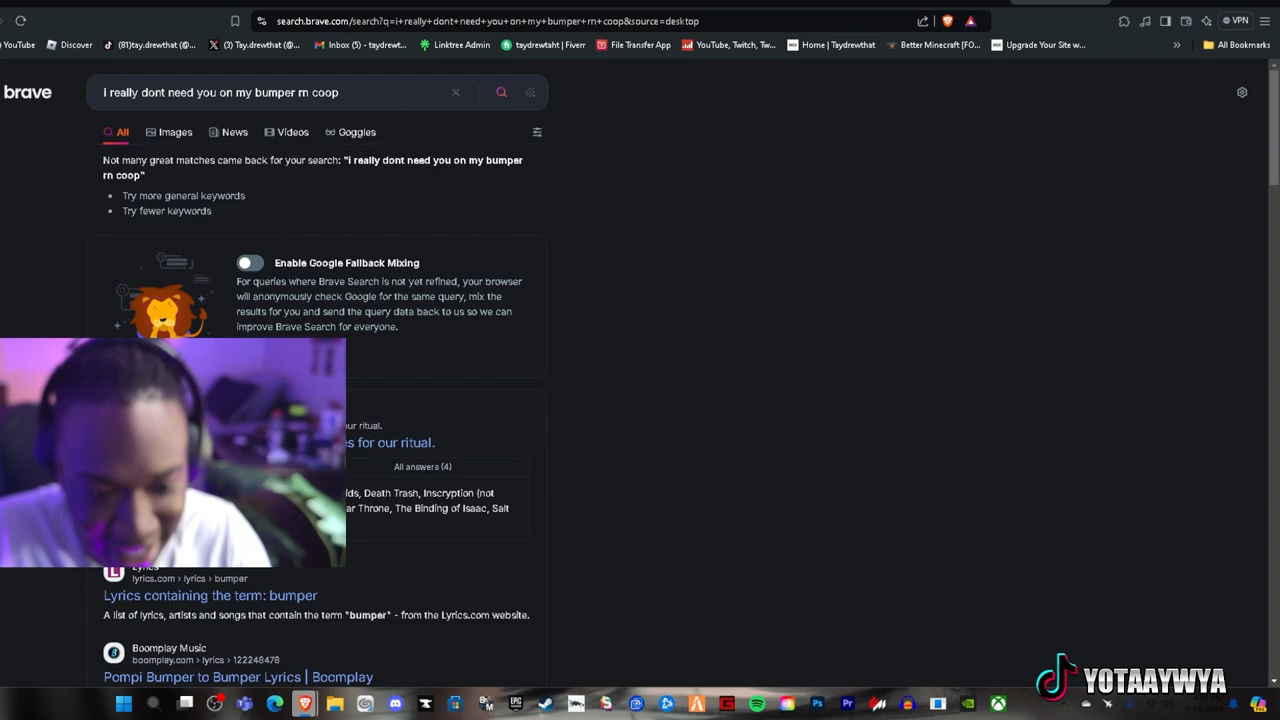 search.brave.com/search?q=i+really+dont+need+you+on+my+bumper+rn+coop&source=desktop
VPN
YouTube
Discover
(81)tay.drewthat (@...
(3) Tay.drewthat (@...
Inbox (5) - taydrewt...
Linktree Admin
taydrewtaht | Fiverr
File Transfer App
YouTube, Twitch, Tw...
Home | Taydrewthat
Better Minecraft [FO...
Upgrade Your Site w...
All Bookmarks
brave
i really dont need you on my bumper rn coop
All
Images
News
Videos
Goggles
Not many great matches came back for your search: "i really dont need you on my bumper
rn coop"
Try more general keywords
Try fewer keywords
Enable Google Fallback Mixing
For queries where Brave Search is not yet refined, your browser
will anonymously check Google for the same query, mix the
results for you and send the query data back to us so we can
improve Brave Search for everyone.
our ritual.
es for our ritual.
All answers (4)
ids, Death Trash, Inscryption (not
ar Throne, The Binding of Isaac, Salt
Lyrics
lyrics.com › lyrics › bumper
Lyrics containing the term: bumper
A list of lyrics, artists and songs that contain the term "bumper" - from the Lyrics.com website.
Boomplay Music
boomplay.com › lyrics › 122248478
Pompi Bumper to Bumper Lyrics | Boomplay
YOTAAYWYA